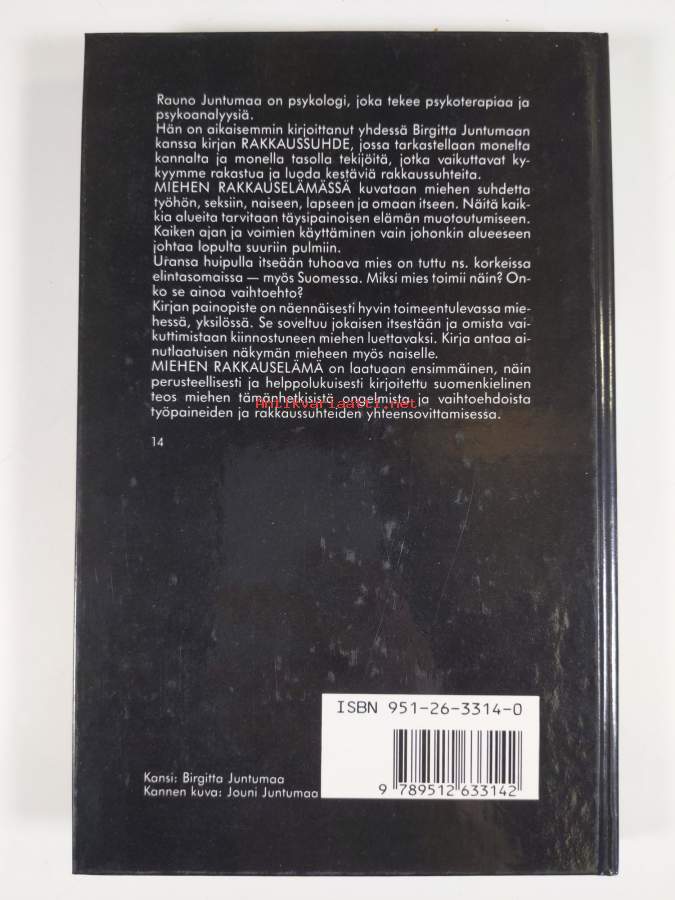 Rauno Juntumaa on psykologi, joka tekee psykoterapiaa ja
psykoanalyysiä.
Hän on aikaisemmin kirjoittanut yhdessä Birgitta Juntumaan
kanssa kirjan RAKKAUSSUHDE, jossa tarkastellaan monelta
kannalta ja monella tasolla tekijöitä, jotka vaikuttavat ky-
kyymme rakastua ja luoda kestäviä rakkaussuhteita.
MIEHEN RAKKAUSELÄMÄSSÄ kuvataan miehen suhdetta
työhön, seksiin, naiseen, lapseen ja omaan itseen. Näitä kaik-
kia alueita tarvitaan täysipainoisen elämän muotoutumiseen.
Kaiken ajan ja voimien käyttäminen vain johonkin alueeseen
johtaa lopulta suuriin pulmiin.
Uransa huipulla itseään tuhoava mies on tuttu ns. korkeissa
elintasomaissa — myös Suomessa. Miksi mies toimii näin? On-
ko se ainoa vaihtoehto?
Kirjan painopiste on näennäisesti hyvin toimeentulevassa mie-
hessä, yksilössä. Se soveltuu jokaisen itsestään ja omista vai-
kuttimistaan kiinnostuneen miehen luettavaksi. Kirja antaa ai-
nutlaatuisen näkymän mieheen myös naiselle.
MIEHEN RAKKAUSELÄMÄ on laatuaan ensimmäinen, näin
perusteellisesti ja helppolukuisesti kirjoitettu suomenkielinen
teos miehen tämänhetkisistä ongelmista ja vaihtoehdoista
Antikvariaatti.net
työpaineiden ja rakkaussuhteiden yhteensovittamisessa.
14
ISBN 951-26-3314-0
9 789512 633142
Kansi: Birgitta Juntumaa
Kannen kuva: Jouni Juntumaa